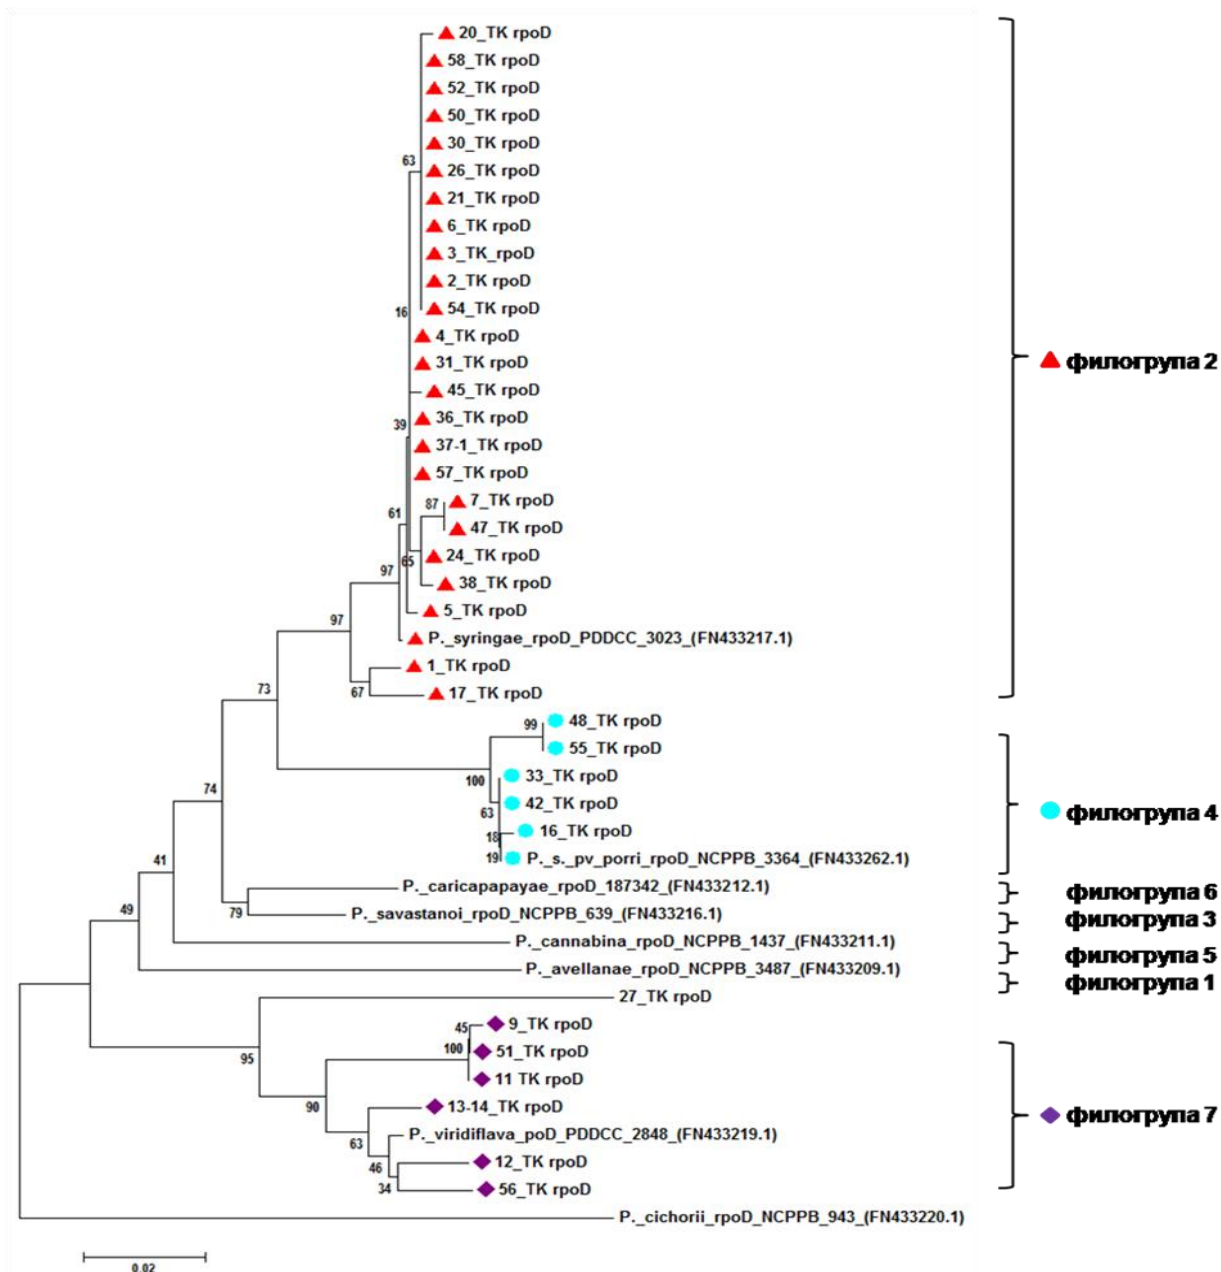 20_TK rpoD
58_TK rpoD
52_TK rpoD
50_TK rpoD
30_TK rpoD
63
26_TK rpoD
21_TK rpoD
6_TK rpoD
3_TK_rpoD
2_TK rpoD
54_TK rpoD
16
4_TK rpoD
31_TK rpoD
филогрупа 2
45_TK rpoD
36_TK rpoD
39
37-1_TK rpoD
57_TK rpoD
7_TK rpoD
87
61
47_TK rpoD
24_TK rpoD
65
97
38_TK rpoD
5_TK rpoD
97
P._syringae_rpoD_PDDCC_3023_(FN433217.1)
1_TK rpoD
67
17_TK rpoD
73
99
48_TK rpoD
55_TK rpoD
100
33_TK rpoD
74
42_TK rpoD
63
филогрупа 4
16_TK rpoD
18
19
P._s._pv_porri_rpoD_NCPPB_3364_(FN433262.1)
41
P._caricapapayae_rpoD_187342_(FN433212.1)
филогрупа 6
79
P._savastanoi_rpoD_NCPPB_639_(FN433216.1)
филогрупа 3
49
P._cannabina_rpoD_NCPPB_1437_(FN433211.1)
филогрупа 5
P._avellanae_rpoD_NCPPB_3487_(FN433209.1)
филогрупа 1
27_TK rpoD
45
9_TK rpoD
100
51_TK rpoD
95
11 TK rpoD
90
13-14_TK rpoD
филогрупа 7
63
P._viridiflava_poD_PDDCC_2848_(FN433219.1)
46
12_TK rpoD
34
56_TK rpoD
P._cichorii_rpoD_NCPPB_943_(FN433220.1)
0.02